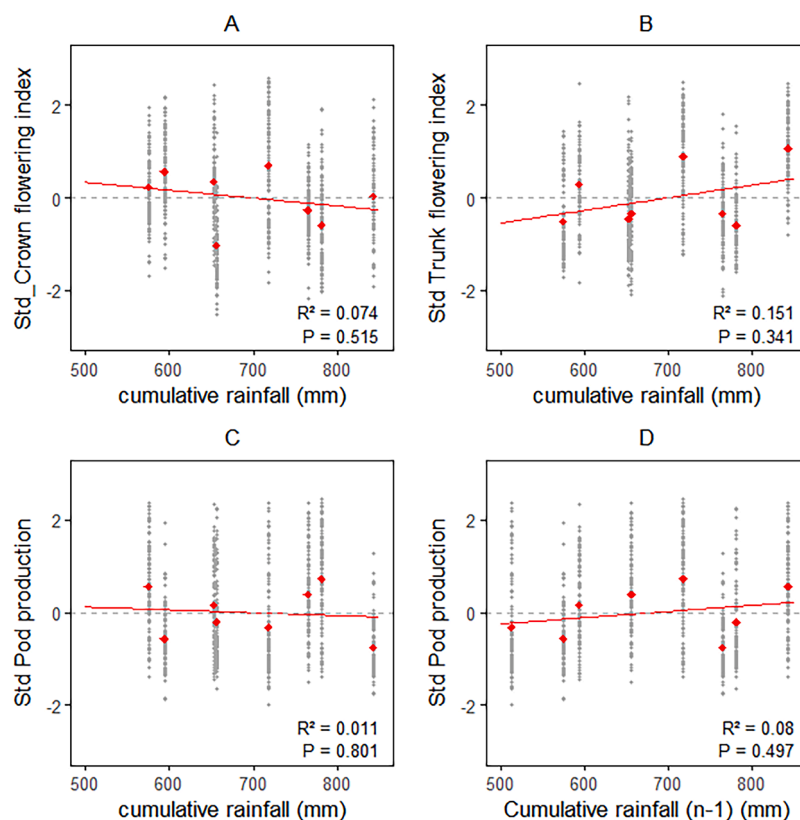 A
Std_Crown flowering index
2
0
-2
R² = 0.074
P = 0.515
500 600 700 800
cumulative rainfall (mm)
B
Std Trunk flowering index
2
0
-2
R² = 0.151
P = 0.341
500 600 700 800
cumulative rainfall (mm)
C
Std Pod production
2
0
-2
R² = 0.011
P = 0.801
500 600 700 800
cumulative rainfall (mm)
D
Std Pod production
2
0
-2
R² = 0.08
P = 0.497
500 600 700 800
Cumulative rainfall (n-1) (mm)